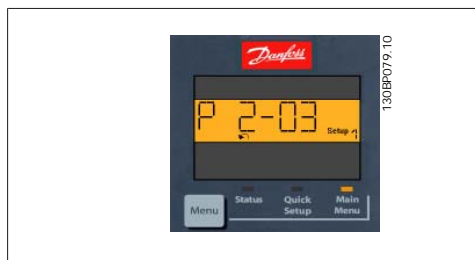 Danfoss
P 2-03
Setup 1
Status Quick Setup Main Menu
Menu
130BP079.10